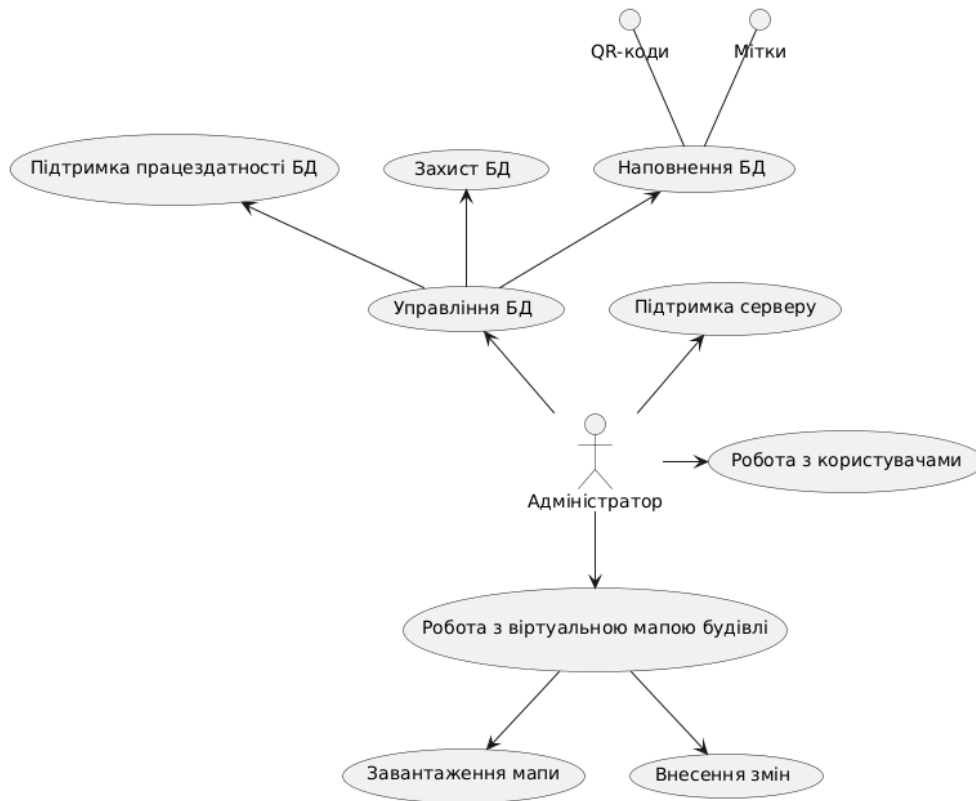 QR-коди
Мітки
Підтримка працездатності БД
Захист БД
Наповнення БД
Управління БД
Підтримка серверу
Робота з користувачами
Адміністратор
Робота з віртуальною мапою будівлі
Завантаження мапи
Внесення змін